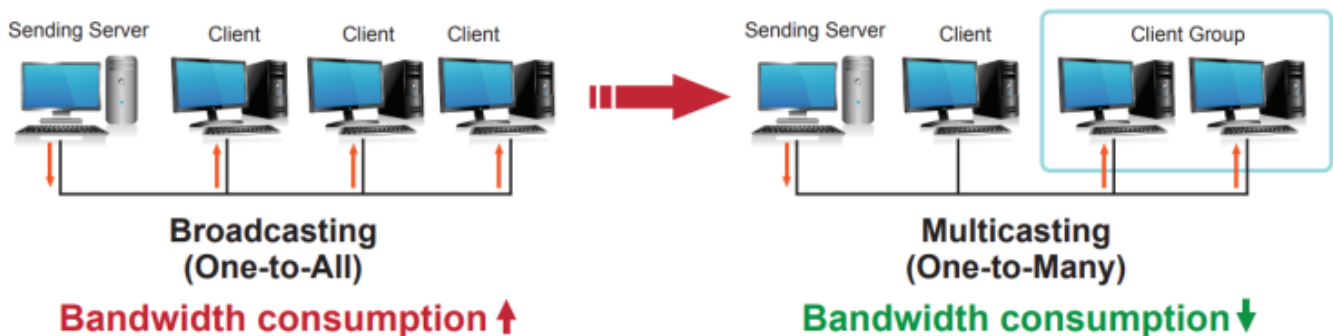 Sending Server
Client
Client
Client
Broadcasting
(One-to-All)
Bandwidth consumption
Sending Server
Client
Client Group
Multicasting
(One-to-Many)
Bandwidth consumption